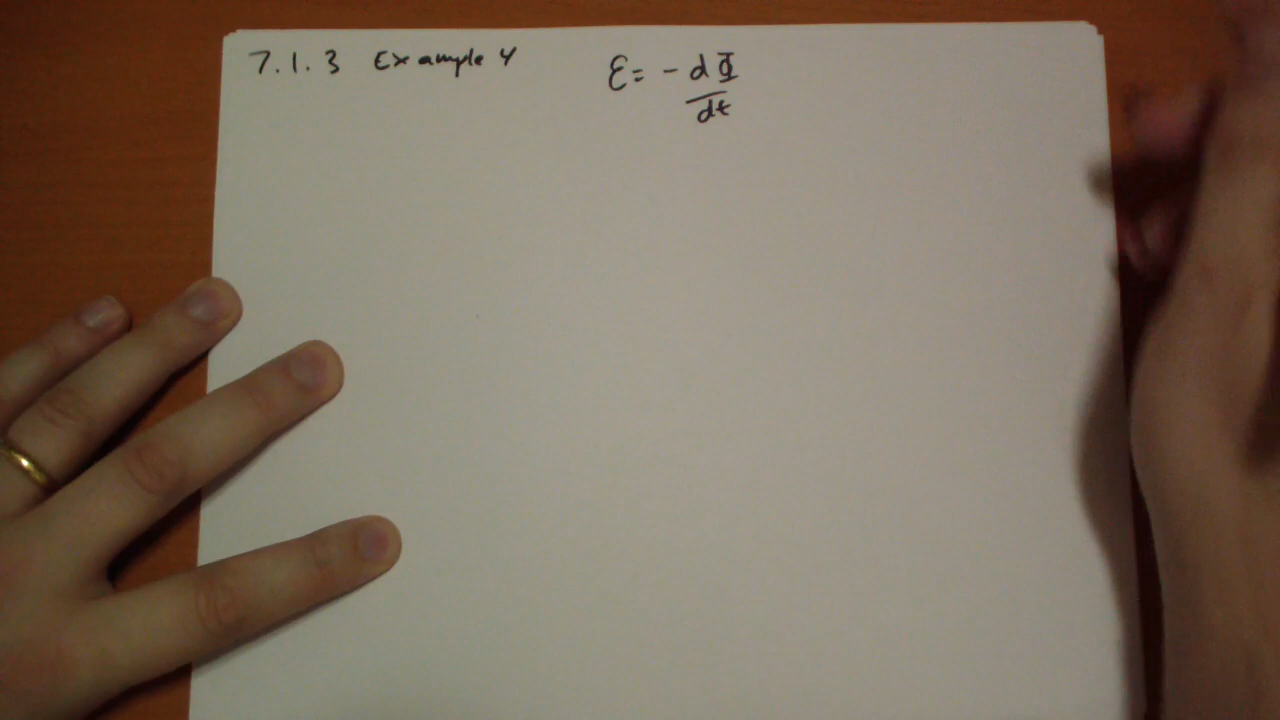 7.1.3 Example 4
ℰ = - dΦ/dt